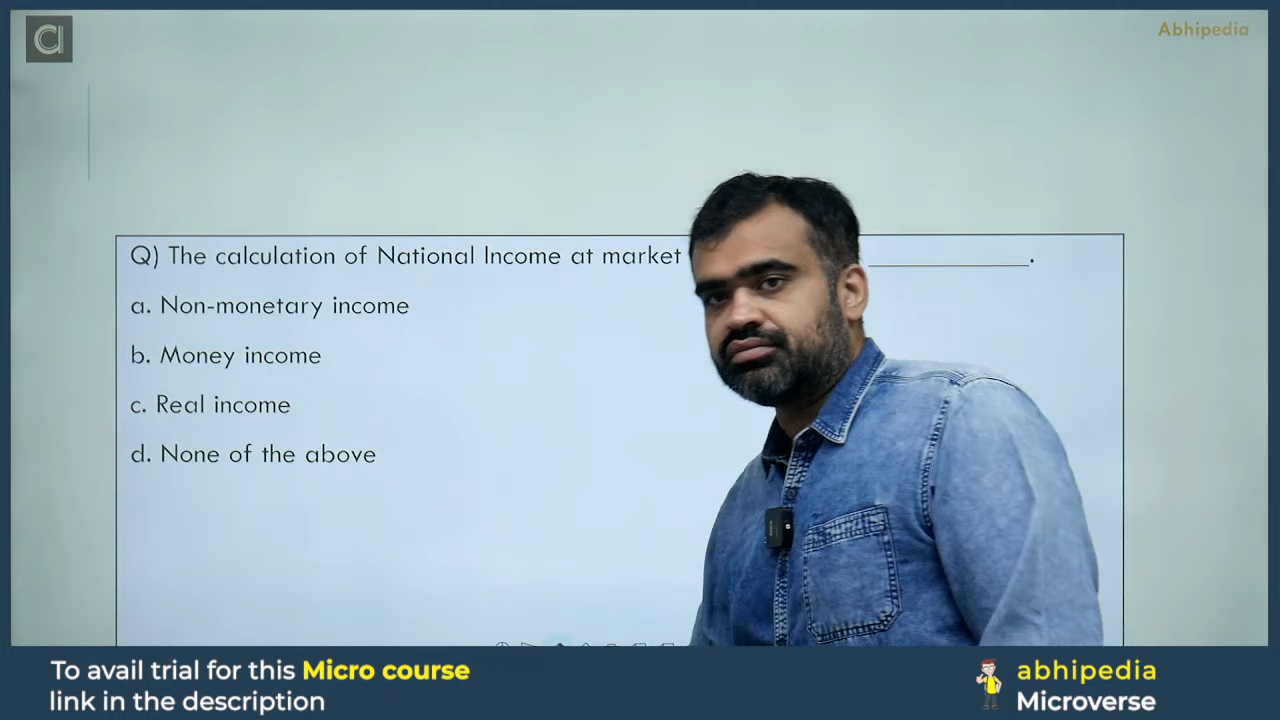 Abhipedia
Q) The calculation of National Income at market ____________.
a. Non-monetary income
b. Money income
c. Real income
d. None of the above
To avail trial for this Micro course
link in the description
abhipedia
Microverse